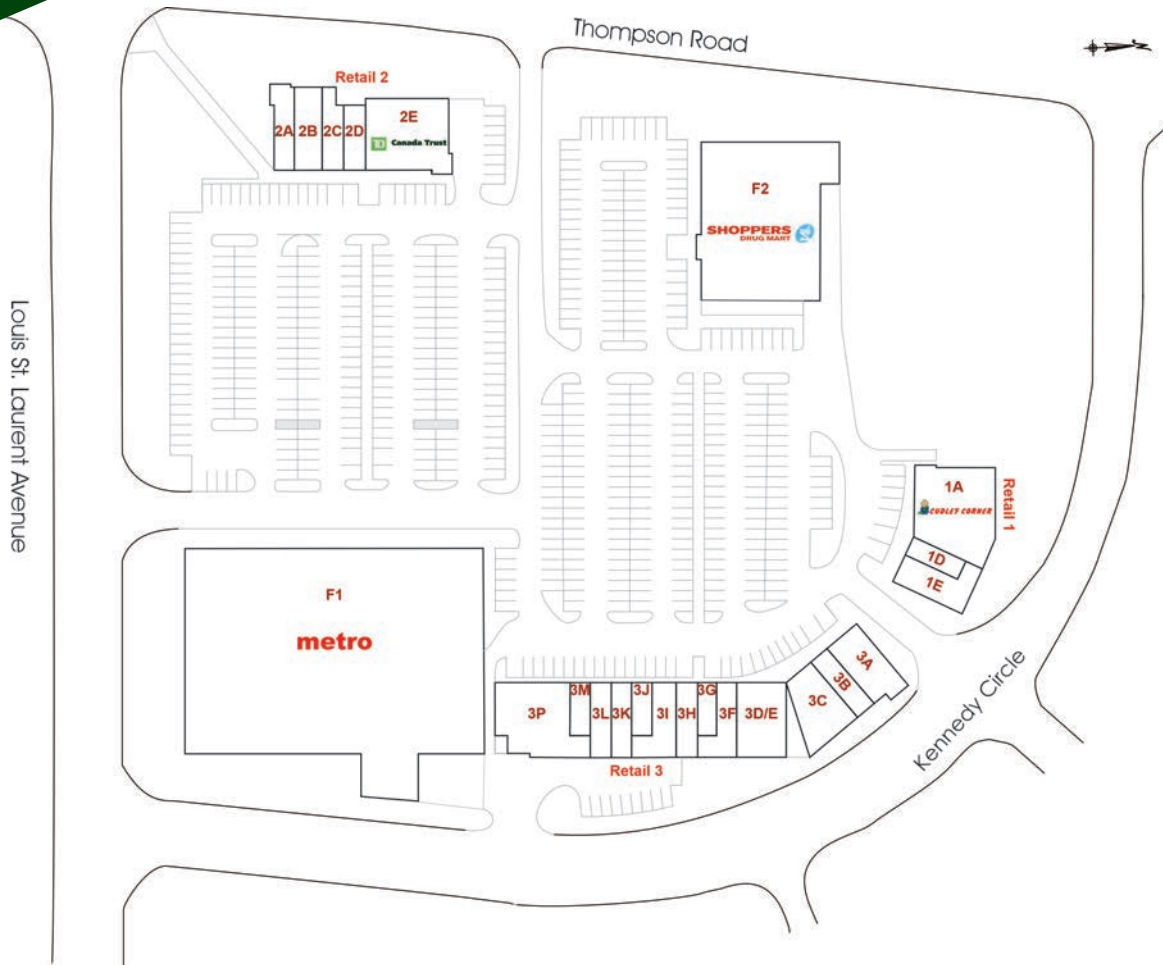 Thompson Road
Retail 2
2A
2B
2C
2D
2E
TD Canada Trust
F2
SHOPPERS
DRUG MART
Louis St. Laurent Avenue
1A
CUDLEY CORNER
Retail 1
1D
1E
F1
metro
3A
3B
3C
3M
3J
3G
3P
3L
3K
3I
3H
3F
3D/E
Retail 3
Kennedy Circle